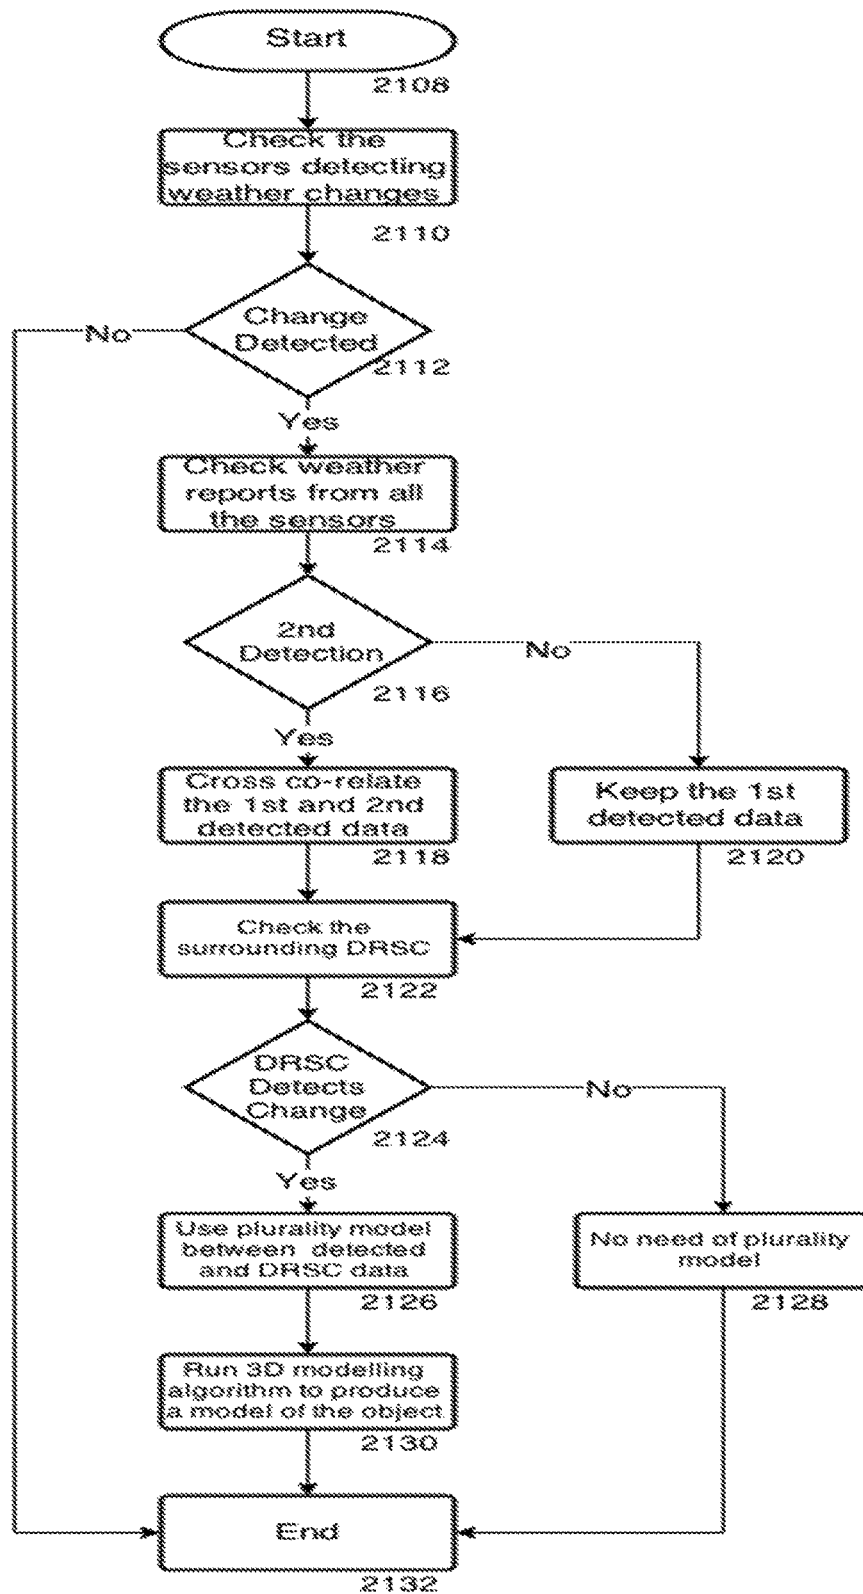 Start
2108
Check the
sensors detecting
weather changes
2110
Change
Detected
2112
No
Yes
Check weather
reports from all
the sensors
2114
2nd
Detection
2116
No
Yes
Cross co-relate
the 1st and 2nd
detected data
2118
Keep the 1st
detected data
2120
Check the
surrounding DRSC
2122
DRSC
Detects
Change
2124
No
Yes
Use plurality model
between detected
and DRSC data
2126
No need of plurality
model
2128
Run 3D modelling
algorithm to produce
a model of the object
2130
End
2132